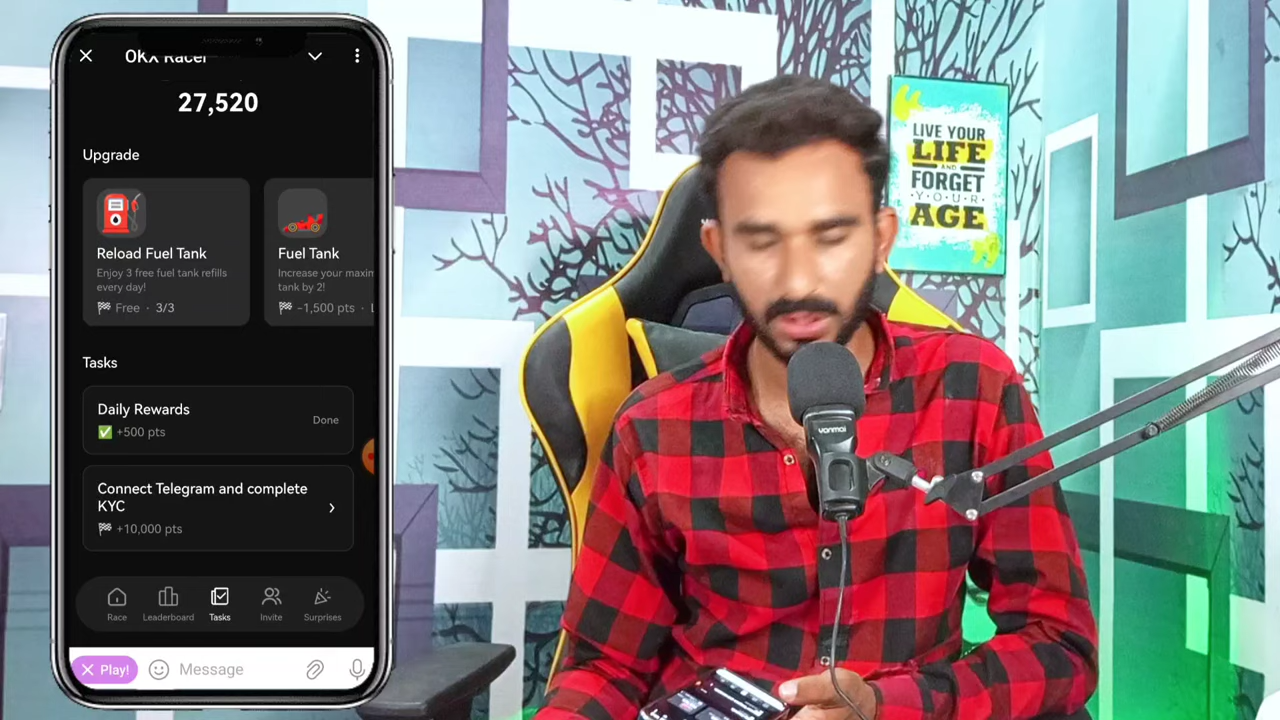 OKX Racer
27,520
Upgrade
Reload Fuel Tank
Enjoy 3 free fuel tank refills
every day!
Free · 3/3
Fuel Tank
Increase your maxim
tank by 2!
-1,500 pts · L
Tasks
Daily Rewards
+500 pts
Done
Connect Telegram and complete
KYC
+10,000 pts
Race
Leaderboard
Tasks
Invite
Surprises
Play!
Message
LIVE YOUR
LIFE
AND
FORGET
YOUR
AGE
vanmai